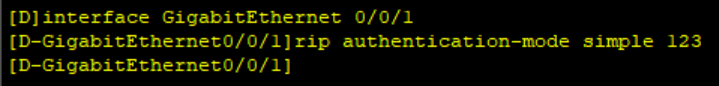 [D]interface GigabitEthernet 0/0/1
[D-GigabitEthernet0/0/1]rip authentication-mode simple 123
[D-GigabitEthernet0/0/1]